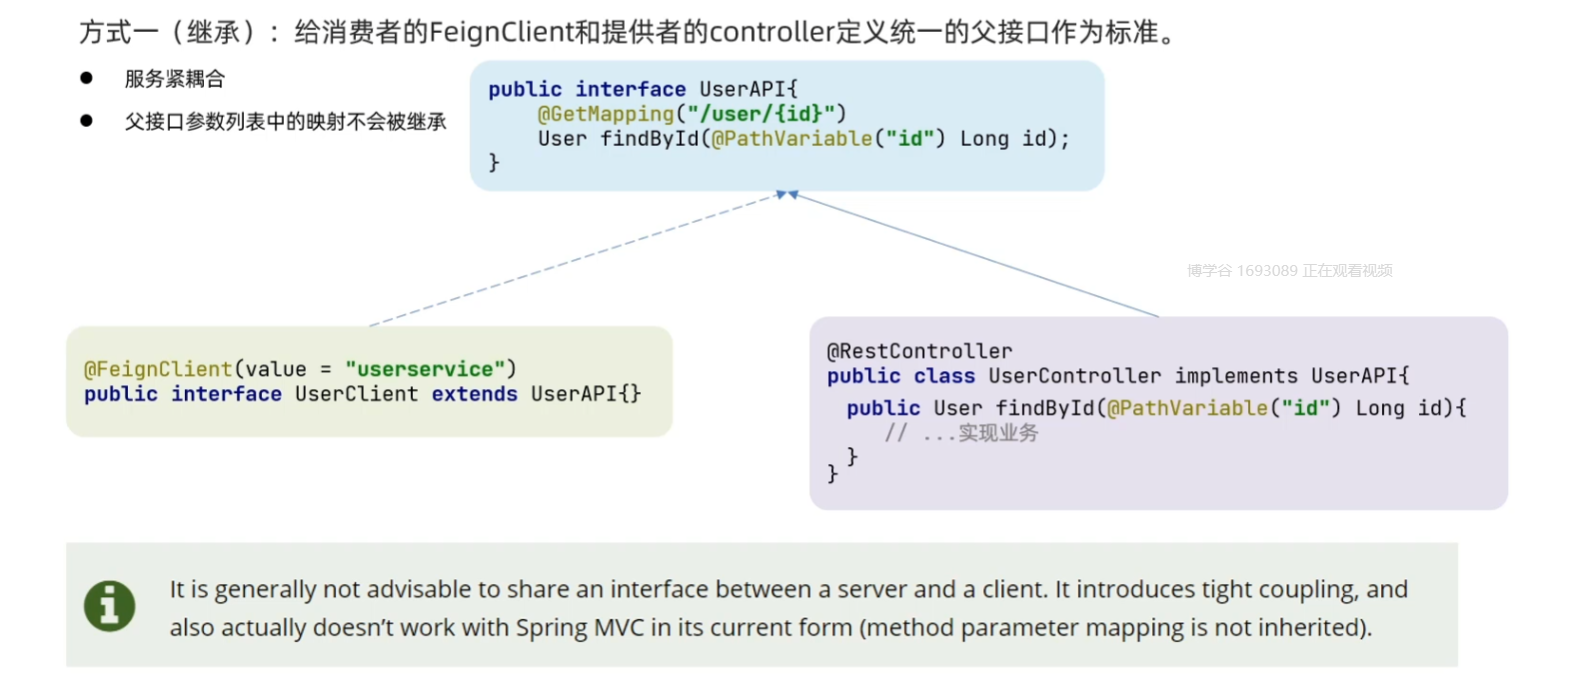 方式一（继承）：给消费者的FeignClient和提供者的controller定义统一的父接口作为标准。
● 服务紧耦合
● 父接口参数列表中的映射不会被继承
public interface UserAPI{
@GetMapping("/user/{id}")
User findById(@PathVariable("id") Long id);
}
博学谷 1693089 正在观看视频
@FeignClient(value = "userservice")
public interface UserClient extends UserAPI{}
@RestController
public class UserController implements UserAPI{
public User findById(@PathVariable("id") Long id){
// ...实现业务
}
}
It is generally not advisable to share an interface between a server and a client. It introduces tight coupling, and
also actually doesn’t work with Spring MVC in its current form (method parameter mapping is not inherited).